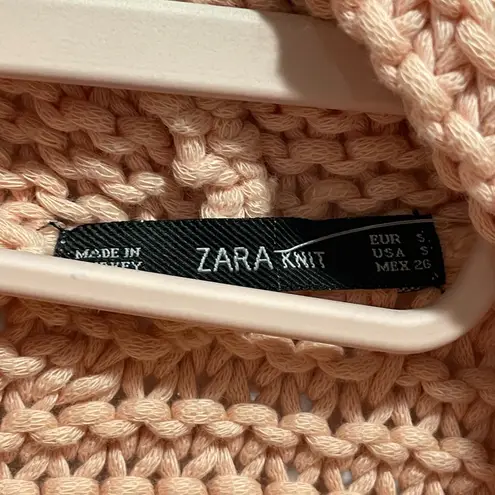 MADE IN
TURKEY
ZARA KNIT
EUR S
USA S
MEX 26